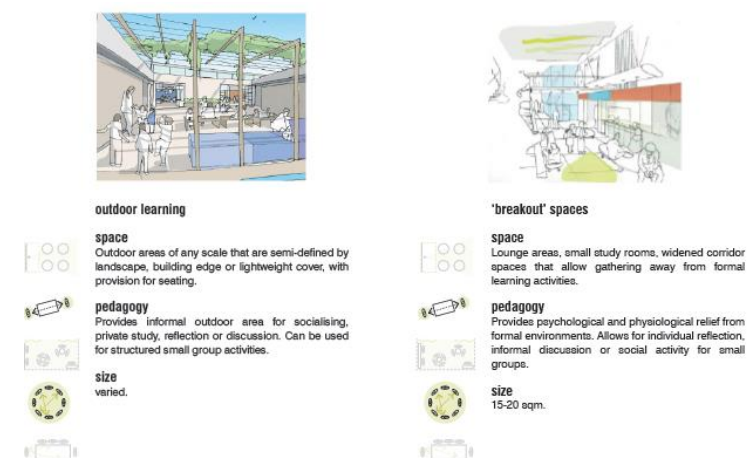 outdoor learning
space
Outdoor areas of any scale that are semi-defined by
landscape, building edge or lightweight cover, with
provision for seating.
pedagogy
Provides informal outdoor area for socialising,
private study, reflection or discussion. Can be used
for structured small group activities.
size
varied.
'breakout' spaces
space
Lounge areas, small study rooms, widened corridor
spaces that allow gathering away from formal
learning activities.
pedagogy
Provides psychological and physiological relief from
formal environments. Allows for individual reflection,
informal discussion or social activity for small
groups.
size
15-20 sqm.